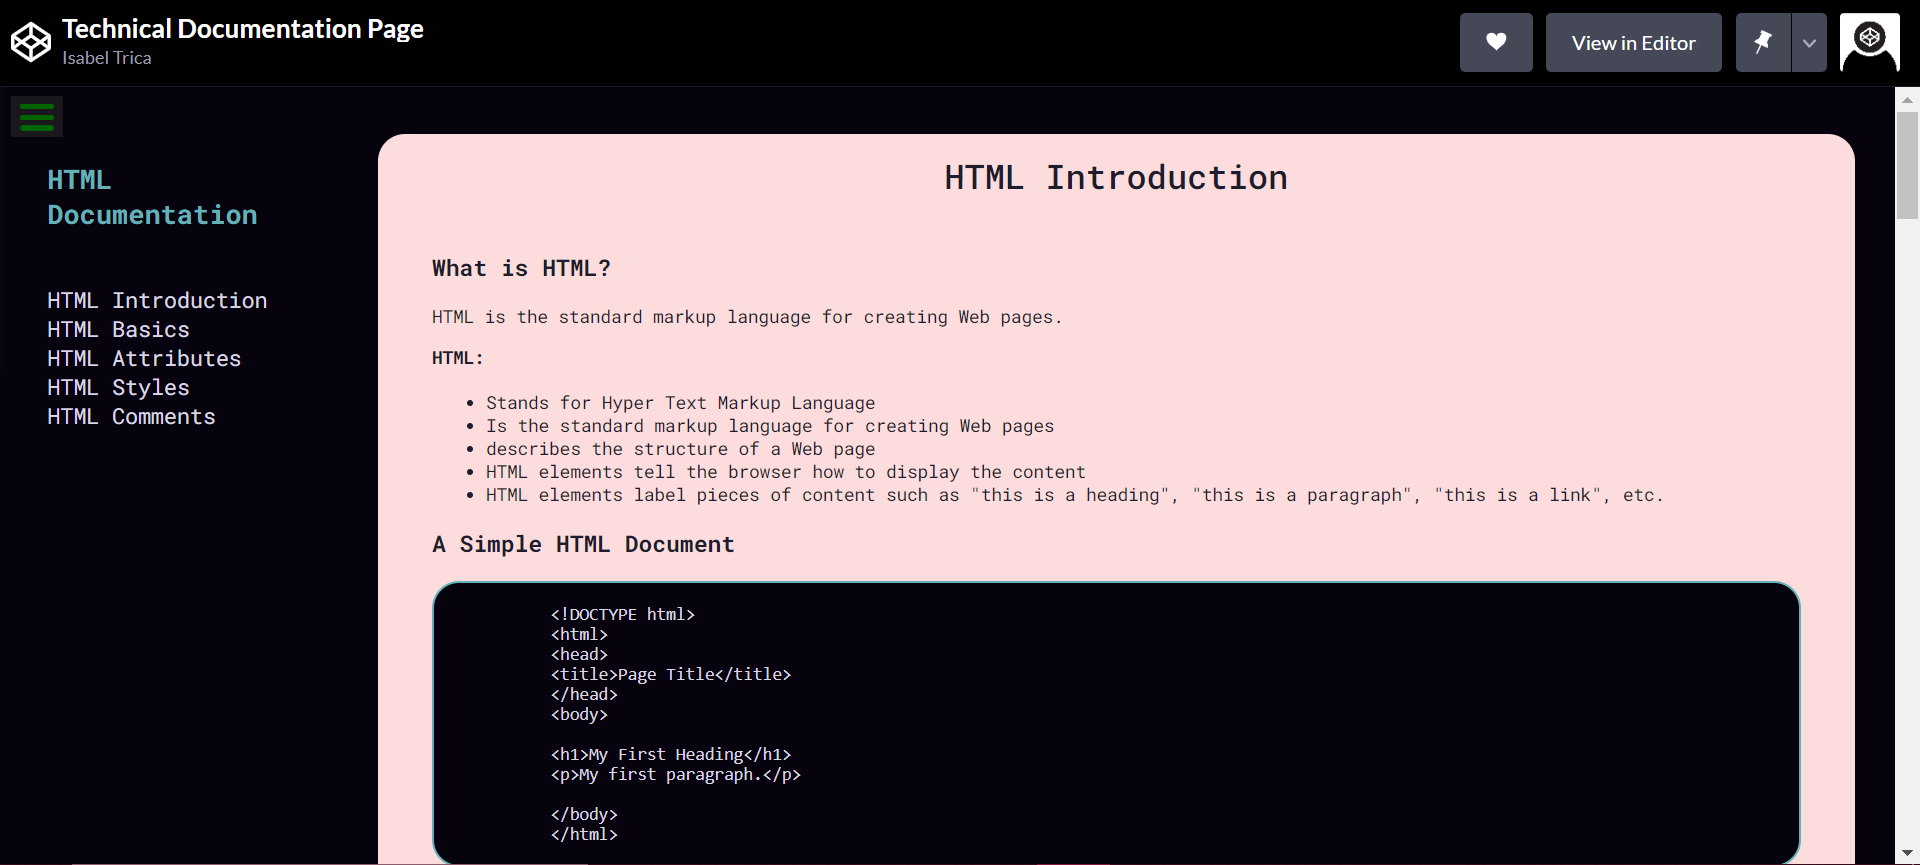 Technical Documentation Page
Isabel Trica
View in Editor
HTML
Documentation
HTML Introduction
HTML Basics
HTML Attributes
HTML Styles
HTML Comments
HTML Introduction
What is HTML?
HTML is the standard markup language for creating Web pages.
HTML:
• Stands for Hyper Text Markup Language
• Is the standard markup language for creating Web pages
• describes the structure of a Web page
• HTML elements tell the browser how to display the content
• HTML elements label pieces of content such as "this is a heading", "this is a paragraph", "this is a link", etc.
A Simple HTML Document
<!DOCTYPE html>
<html>
<head>
<title>Page Title</title>
</head>
<body>
<h1>My First Heading</h1>
<p>My first paragraph.</p>
</body>
</html>